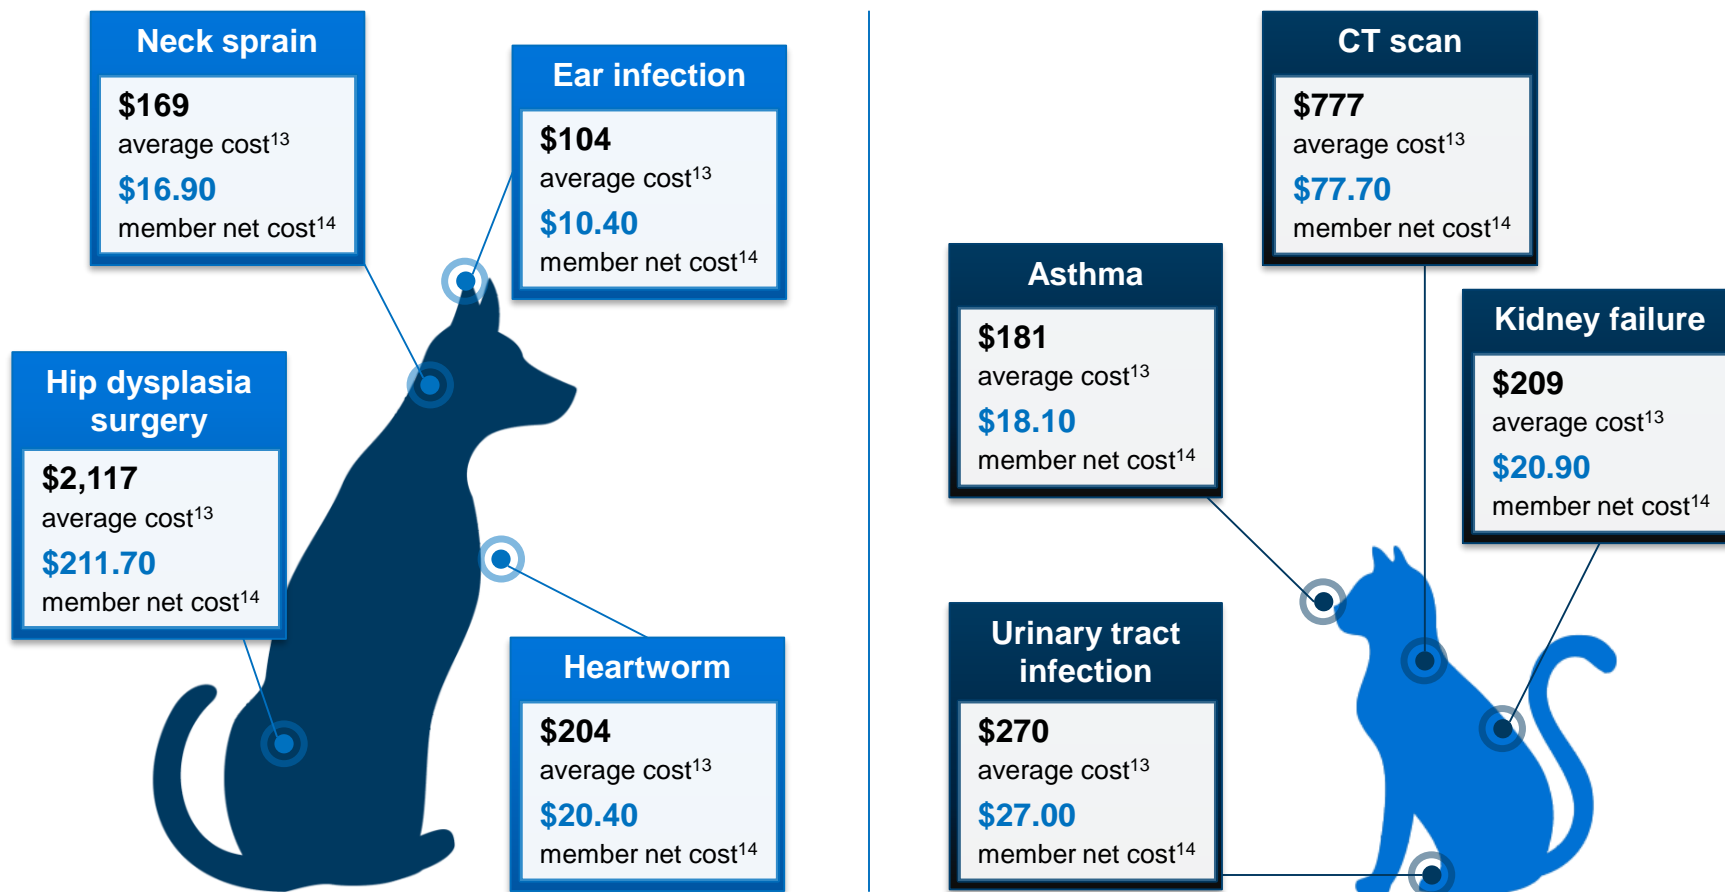 Neck sprain
$169
average cost13
$16.90
member net cost14
Ear infection
$104
average cost13
$10.40
member net cost14
Hip dysplasia
surgery
$2,117
average cost13
$211.70
member net cost14
Heartworm
$204
average cost13
$20.40
member net cost14
CT scan
$777
average cost13
$77.70
member net cost14
Asthma
$181
average cost13
$18.10
member net cost14
Kidney failure
$209
average cost13
$20.90
member net cost14
Urinary tract
infection
$270
average cost13
$27.00
member net cost14